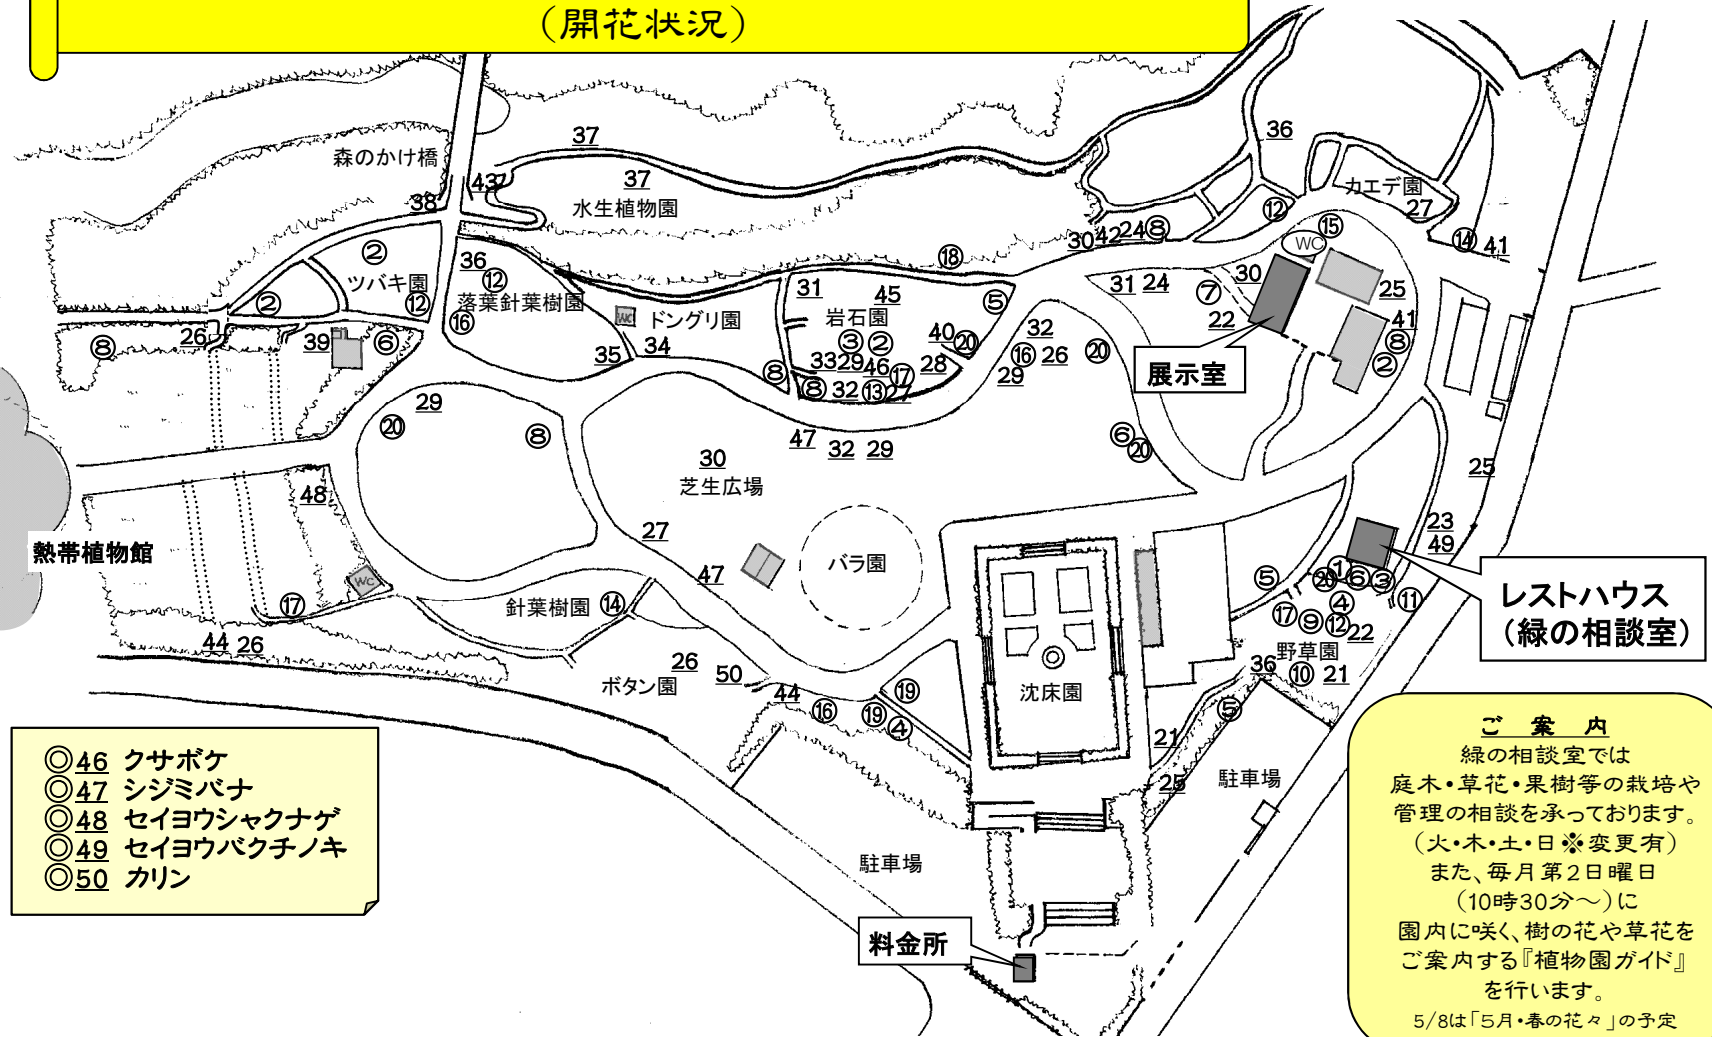 （開花状況）
37
36
森のかけ橋
43
37
カエデ園
38
水生植物園
27
⑫
⑮
30 42 24 ⑧
WC
⑭ 41
②
36
⑱
ツバキ園
⑫
30
②
⑫
落葉針葉樹園
31
45
⑤
31 24
⑦
25
⑯
WC
ドングリ園
岩石園
22
41
26
39
⑥
③ ②
40 ⑳
32
⑧
⑧
35
34
33 29 46 ⑰ 28
⑯ 26
⑳
②
⑧
⑧ 32 ⑬ 27
29
展示室
29
⑳
⑧
47
32 29
⑥
⑳
30
芝生広場
25
48
27
23
49
熱帯植物館
バラ園
WC
47
⑤
① 
⑳ ⑥ ③
⑪
レストハウス
（緑の相談室）
⑰
針葉樹園 ⑭
④
⑰ ⑨ ⑫ 22
44 26
野草園
26
36
⑩ 21
ボタン園
50
44
⑯
⑲
⑲
④
沈床園
⑤
21
25
駐車場
駐車場
料金所
◎46 クサボケ
◎47 シジミバナ
◎48 セイヨウシャクナゲ
◎49 セイヨウバクチノキ
◎50 カリン
ご 案 内
緑の相談室では
庭木・草花・果樹等の栽培や
管理の相談を承っております。
（火・木・土・日※変更有）
また、毎月第２日曜日
（10時30分～）に
園内に咲く、樹の花や草花を
ご案内する『植物園ガイド』
を行います。
5/8は「５月・春の花々」の予定